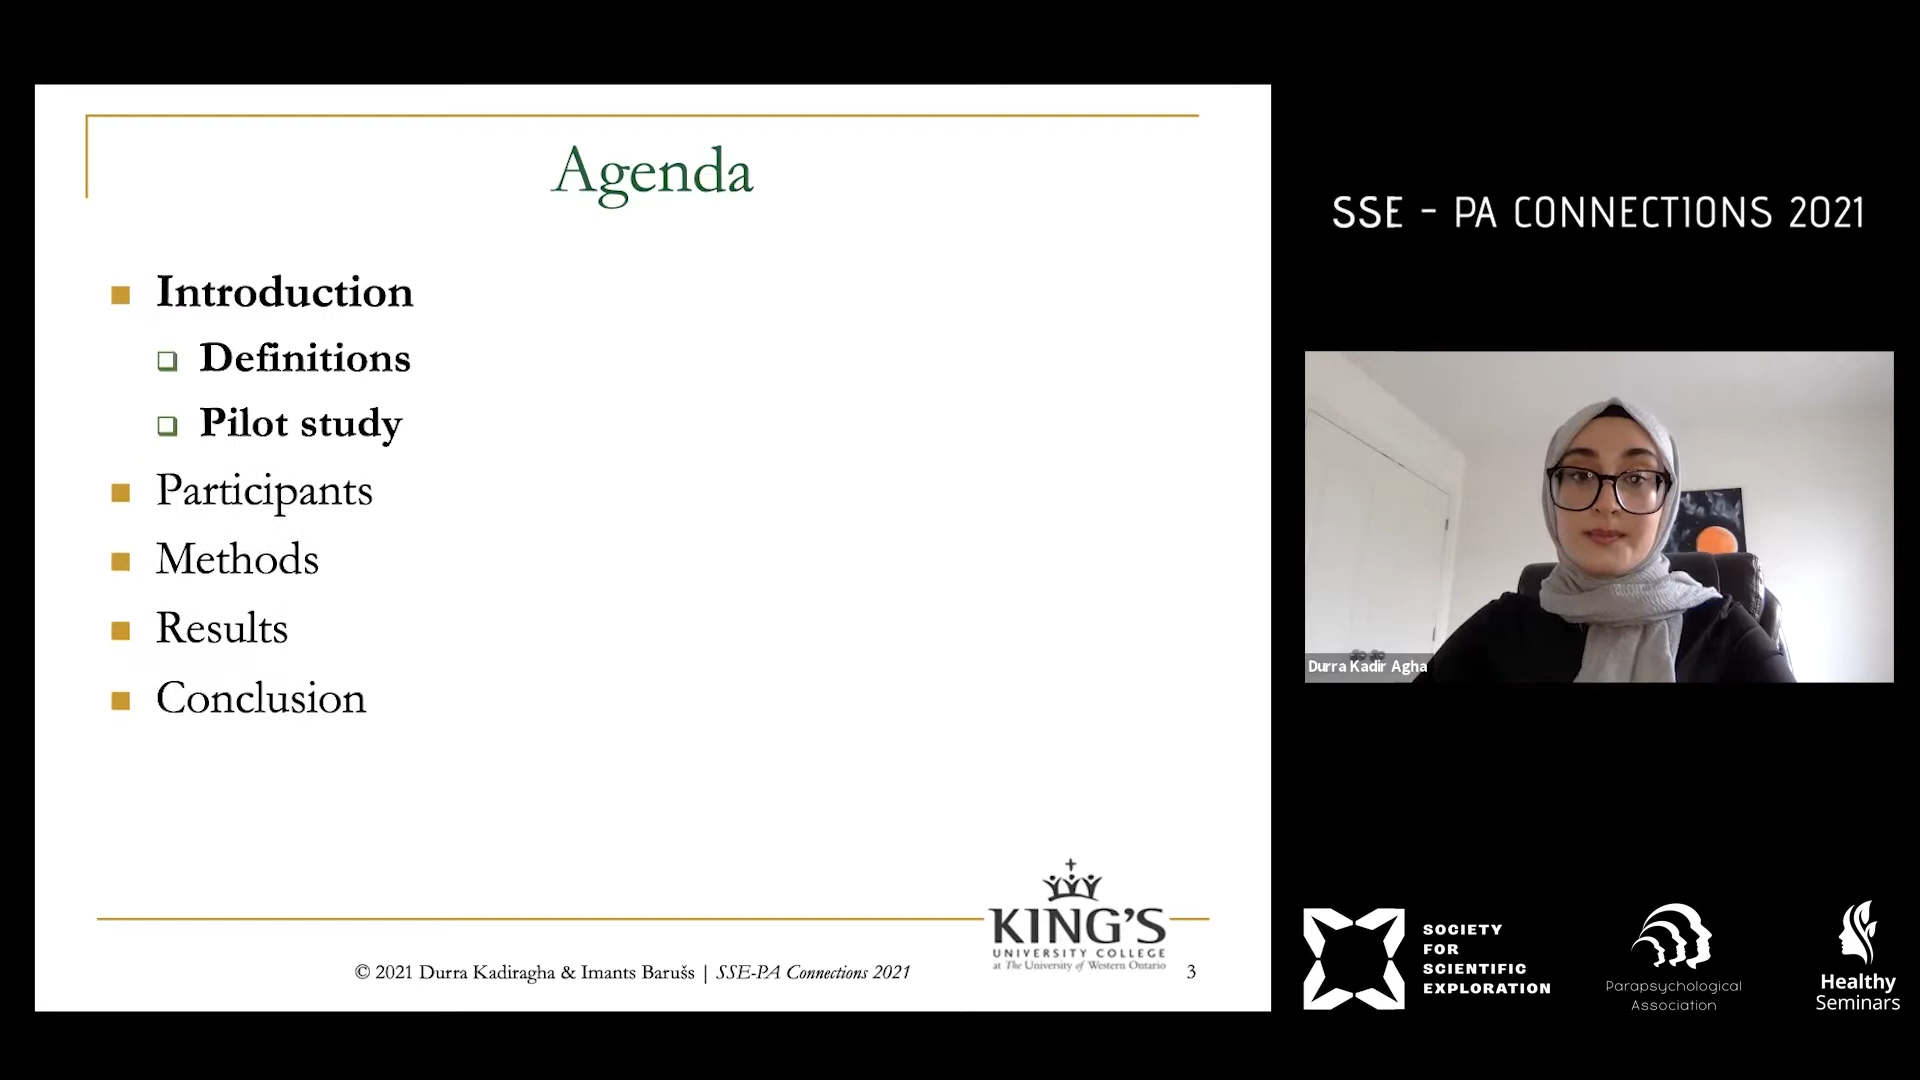 Agenda
Introduction
Definitions
Pilot study
Participants
Methods
Results
Conclusion
KING'S
UNIVERSITY COLLEGE
at The University of Western Ontario
© 2021 Durra Kadiragha & Imants Barušs | SSE-PA Connections 2021
3
SSE - PA CONNECTIONS 2021
Durra Kadir Agha
SOCIETY
FOR
SCIENTIFIC
EXPLORATION
Parapsychological
Association
Healthy
Seminars